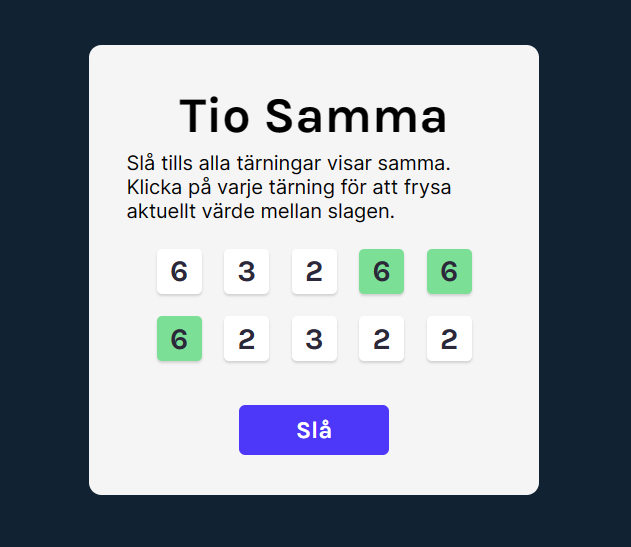 Tio Samma
Slå tills alla tärningar visar samma.
Klicka på varje tärning för att frysa
aktuellt värde mellan slagen.
6 3 2 6 6
6 2 3 2 2
Slå